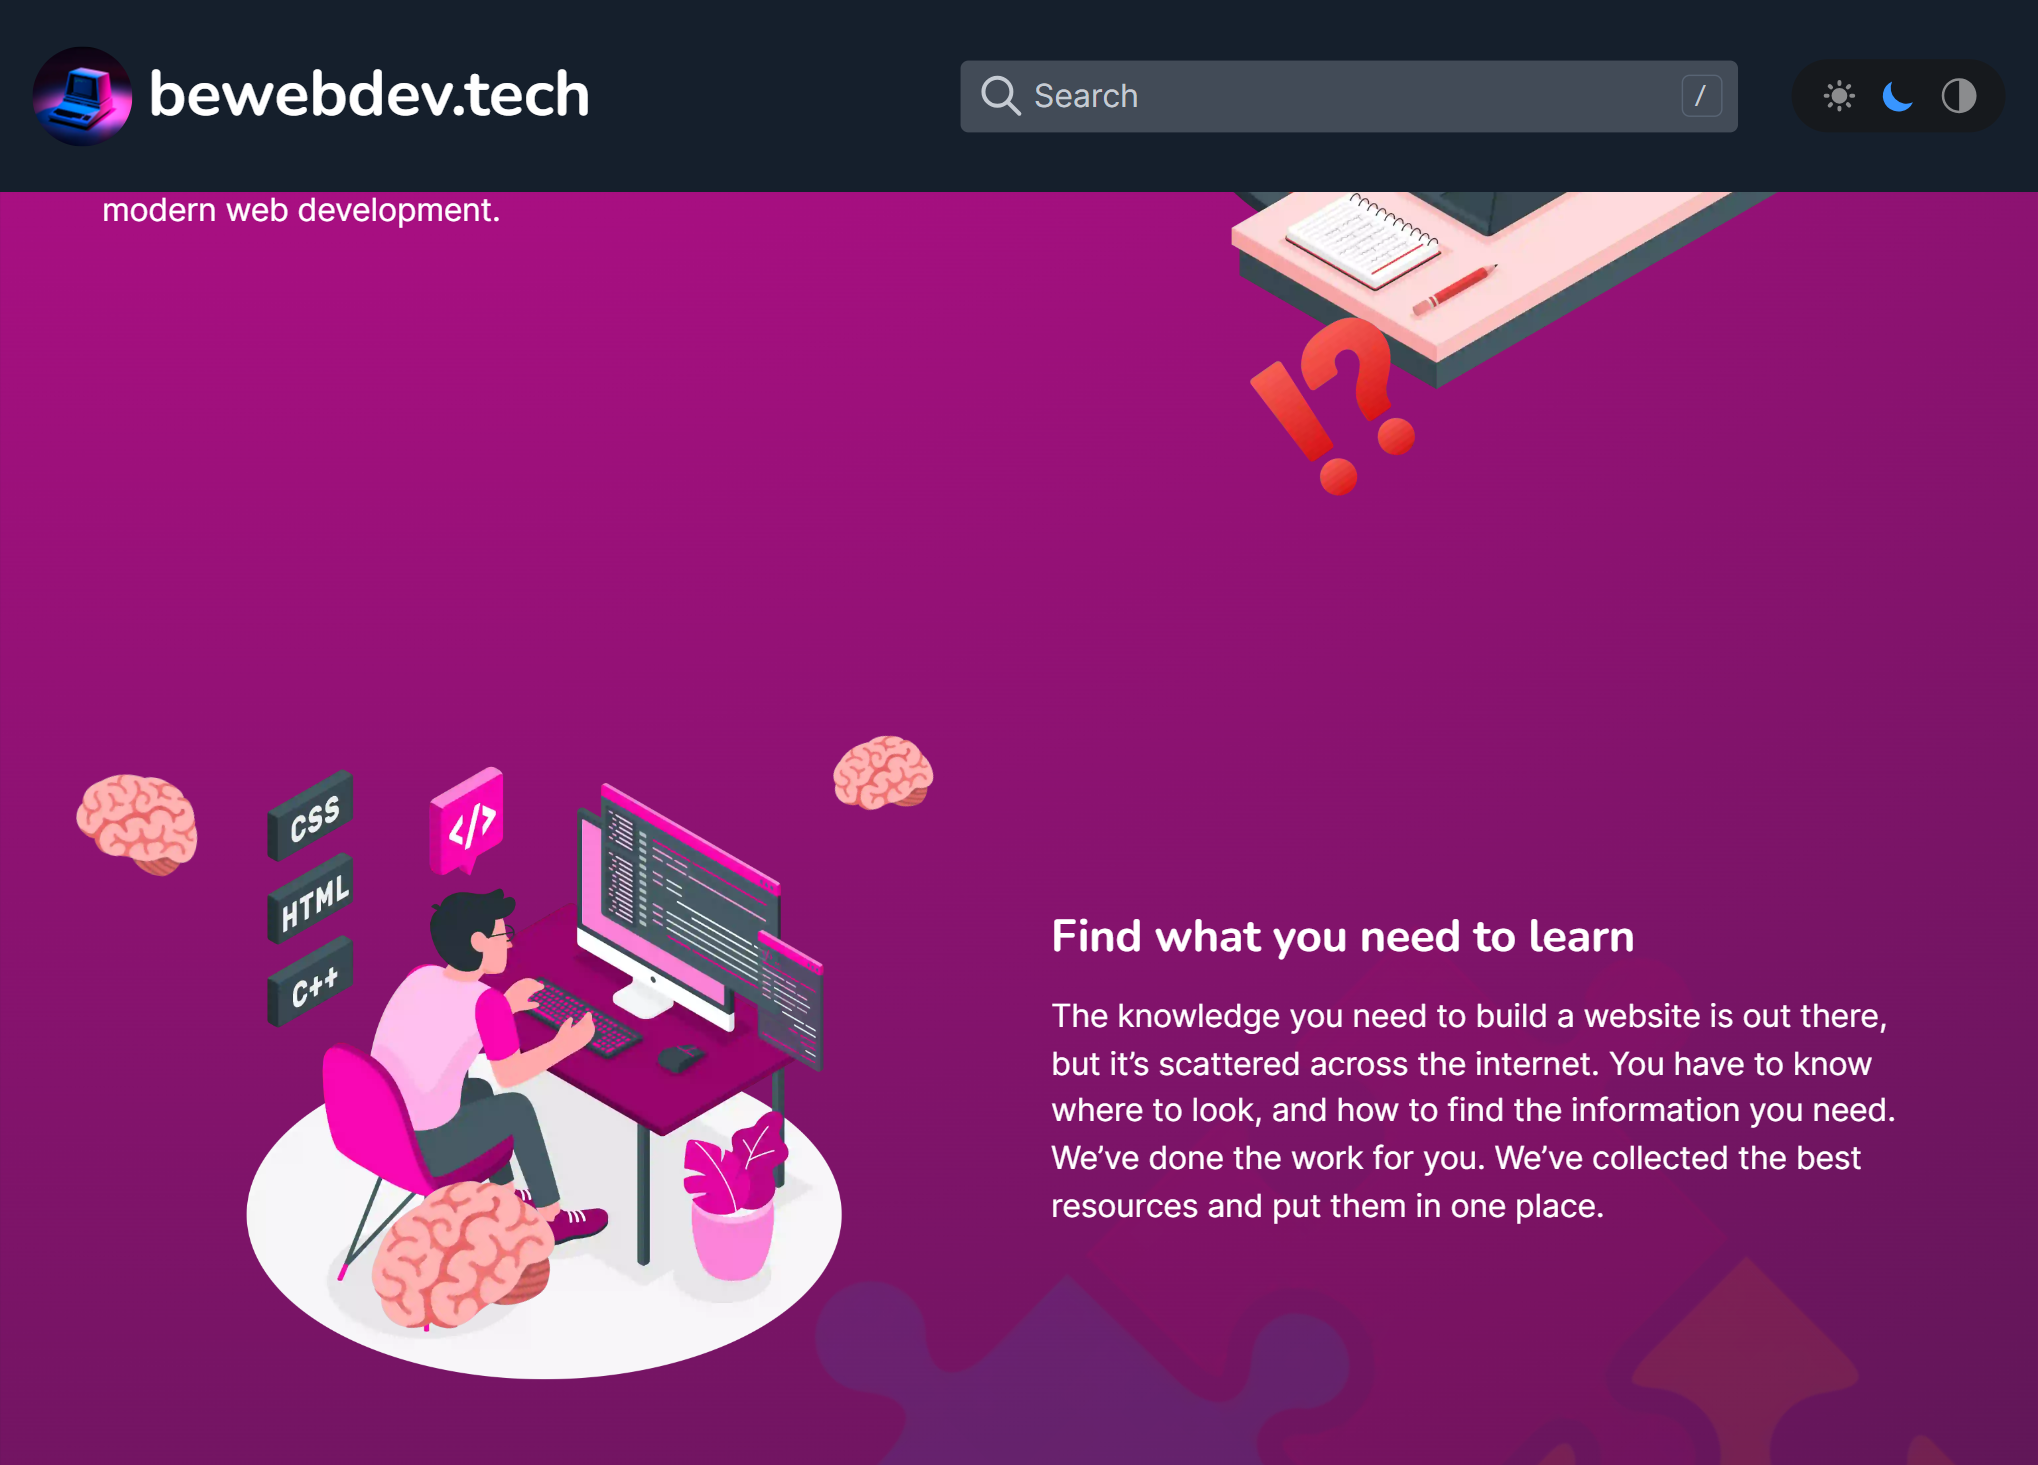 bewebdev.tech
Search
/
modern web development.
!?
CSS
</>
HTML
C++
Find what you need to learn
The knowledge you need to build a website is out there,
but it’s scattered across the internet. You have to know
where to look, and how to find the information you need.
We’ve done the work for you. We’ve collected the best
resources and put them in one place.